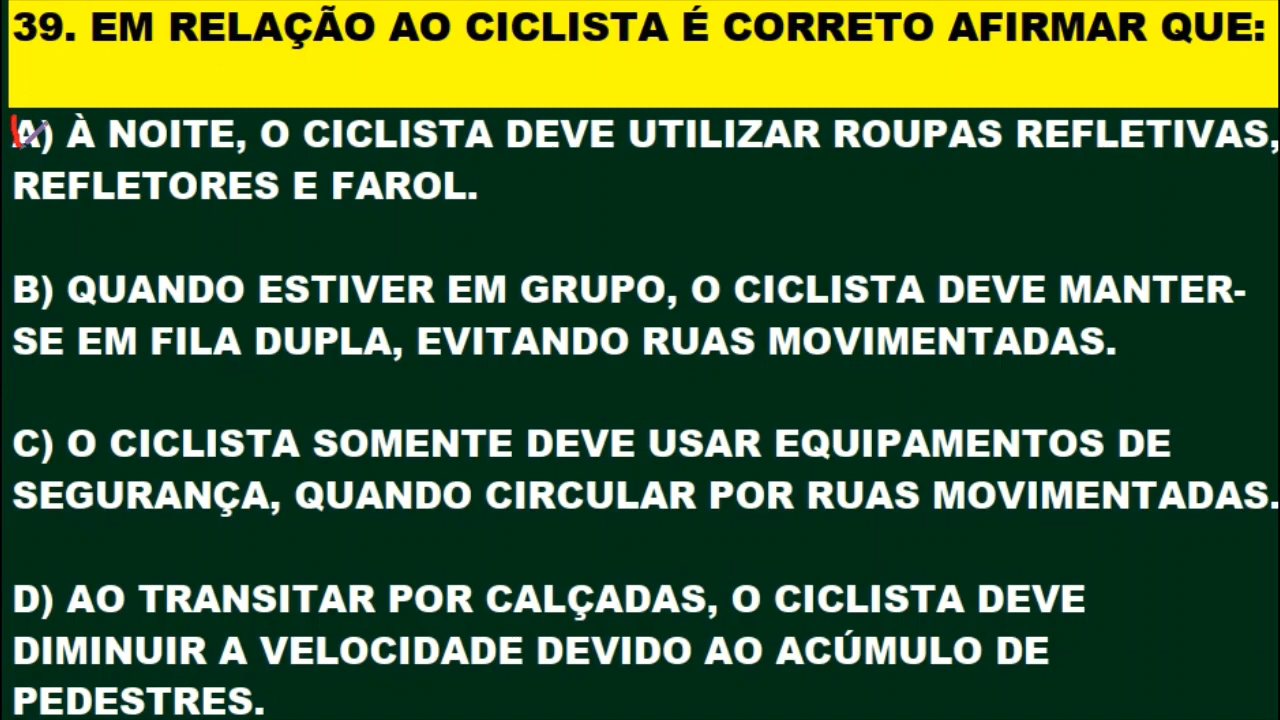 39. EM RELAÇÃO AO CICLISTA É CORRETO AFIRMAR QUE:
A) À NOITE, O CICLISTA DEVE UTILIZAR ROUPAS REFLETIVAS,
REFLETORES E FAROL.
B) QUANDO ESTIVER EM GRUPO, O CICLISTA DEVE MANTER-
SE EM FILA DUPLA, EVITANDO RUAS MOVIMENTADAS.
C) O CICLISTA SOMENTE DEVE USAR EQUIPAMENTOS DE
SEGURANÇA, QUANDO CIRCULAR POR RUAS MOVIMENTADAS.
D) AO TRANSITAR POR CALÇADAS, O CICLISTA DEVE
DIMINUIR A VELOCIDADE DEVIDO AO ACÚMULO DE
PEDESTRES.